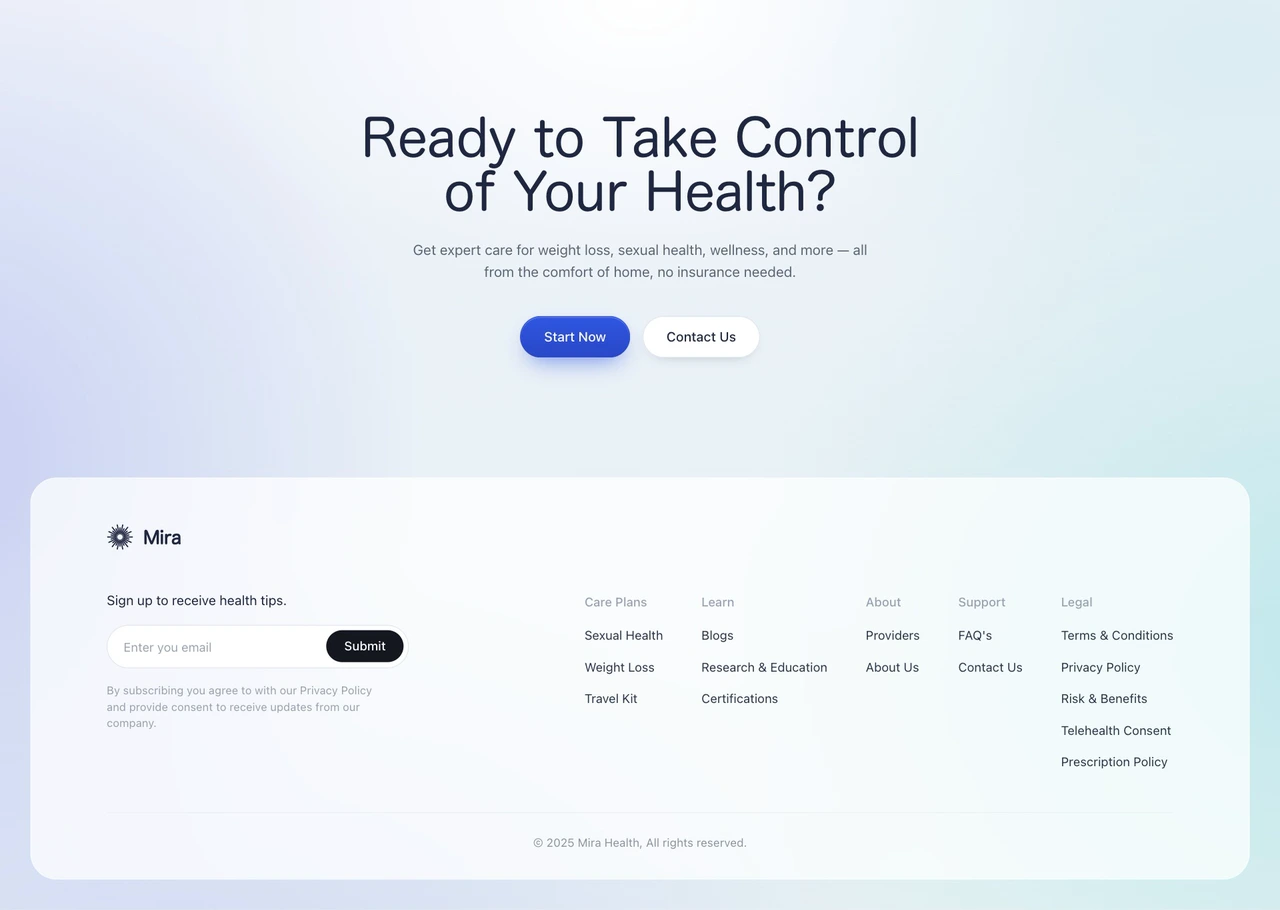 Ready to Take Control
of Your Health?
Get expert care for weight loss, sexual health, wellness, and more — all
from the comfort of home, no insurance needed.
Start Now
Contact Us
Mira
Sign up to receive health tips.
Enter you email
Submit
By subscribing you agree to with our Privacy Policy
and provide consent to receive updates from our
company.
Care Plans
Sexual Health
Weight Loss
Travel Kit
Learn
Blogs
Research & Education
Certifications
About
Providers
About Us
Support
FAQ's
Contact Us
Legal
Terms & Conditions
Privacy Policy
Risk & Benefits
Telehealth Consent
Prescription Policy
© 2025 Mira Health, All rights reserved.